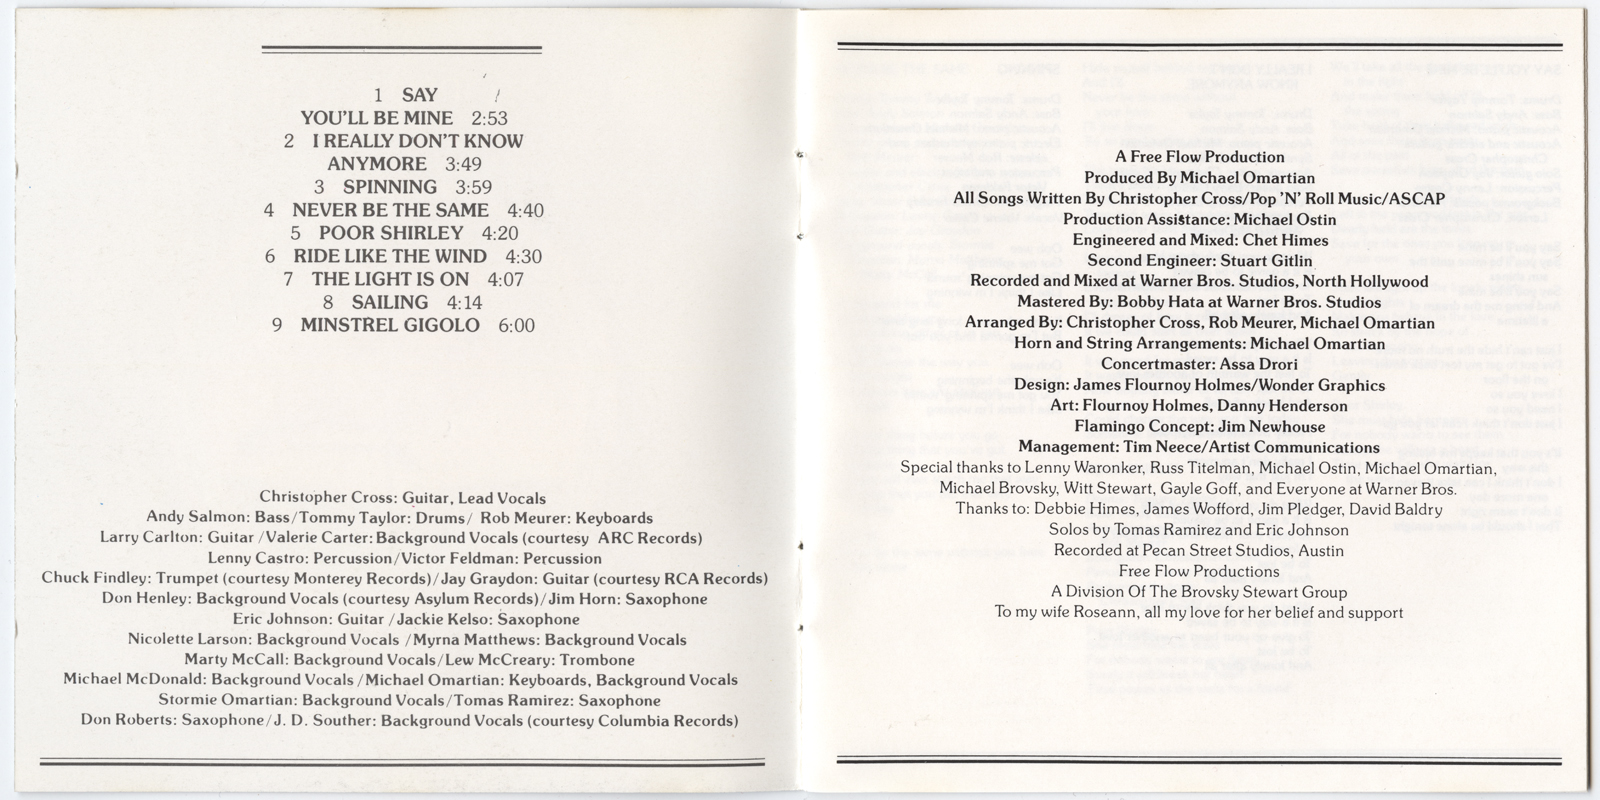 1 SAY
YOU'LL BE MINE 2:53
2 I REALLY DON'T KNOW
ANYMORE 3:49
3 SPINNING 3:59
4 NEVER BE THE SAME 4:40
5 POOR SHIRLEY 4:20
6 RIDE LIKE THE WIND 4:30
7 THE LIGHT IS ON 4:07
8 SAILING 4:14
9 MINSTREL GIGOLO 6:00
Christopher Cross: Guitar, Lead Vocals
Andy Salmon: Bass/Tommy Taylor: Drums/ Rob Meurer: Keyboards
Larry Carlton: Guitar /Valerie Carter: Background Vocals (courtesy ARC Records)
Lenny Castro: Percussion/Victor Feldman: Percussion
Chuck Findley: Trumpet (courtesy Monterey Records)/Jay Graydon: Guitar (courtesy RCA Records)
Don Henley: Background Vocals (courtesy Asylum Records)/Jim Horn: Saxophone
Eric Johnson: Guitar /Jackie Kelso: Saxophone
Nicolette Larson: Background Vocals /Myrna Matthews: Background Vocals
Marty McCall: Background Vocals/Lew McCreary: Trombone
Michael McDonald: Background Vocals /Michael Omartian: Keyboards, Background Vocals
Stormie Omartian: Background Vocals/Tomas Ramirez: Saxophone
Don Roberts: Saxophone/J. D. Souther: Background Vocals (courtesy Columbia Records)
A Free Flow Production
Produced By Michael Omartian
All Songs Written By Christopher Cross/Pop 'N' Roll Music/ASCAP
Production Assistance: Michael Ostin
Engineered and Mixed: Chet Himes
Second Engineer: Stuart Gitlin
Recorded and Mixed at Warner Bros. Studios, North Hollywood
Mastered By: Bobby Hata at Warner Bros. Studios
Arranged By: Christopher Cross, Rob Meurer, Michael Omartian
Horn and String Arrangements: Michael Omartian
Concertmaster: Assa Drori
Design: James Flournoy Holmes/Wonder Graphics
Art: Flournoy Holmes, Danny Henderson
Flamingo Concept: Jim Newhouse
Management: Tim Neece/Artist Communications
Special thanks to Lenny Waronker, Russ Titelman, Michael Ostin, Michael Omartian,
Michael Brovsky, Witt Stewart, Gayle Goff, and Everyone at Warner Bros.
Thanks to: Debbie Himes, James Wofford, Jim Pledger, David Baldry
Solos by Tomas Ramirez and Eric Johnson
Recorded at Pecan Street Studios, Austin
Free Flow Productions
A Division Of The Brovsky Stewart Group
To my wife Roseann, all my love for her belief and support